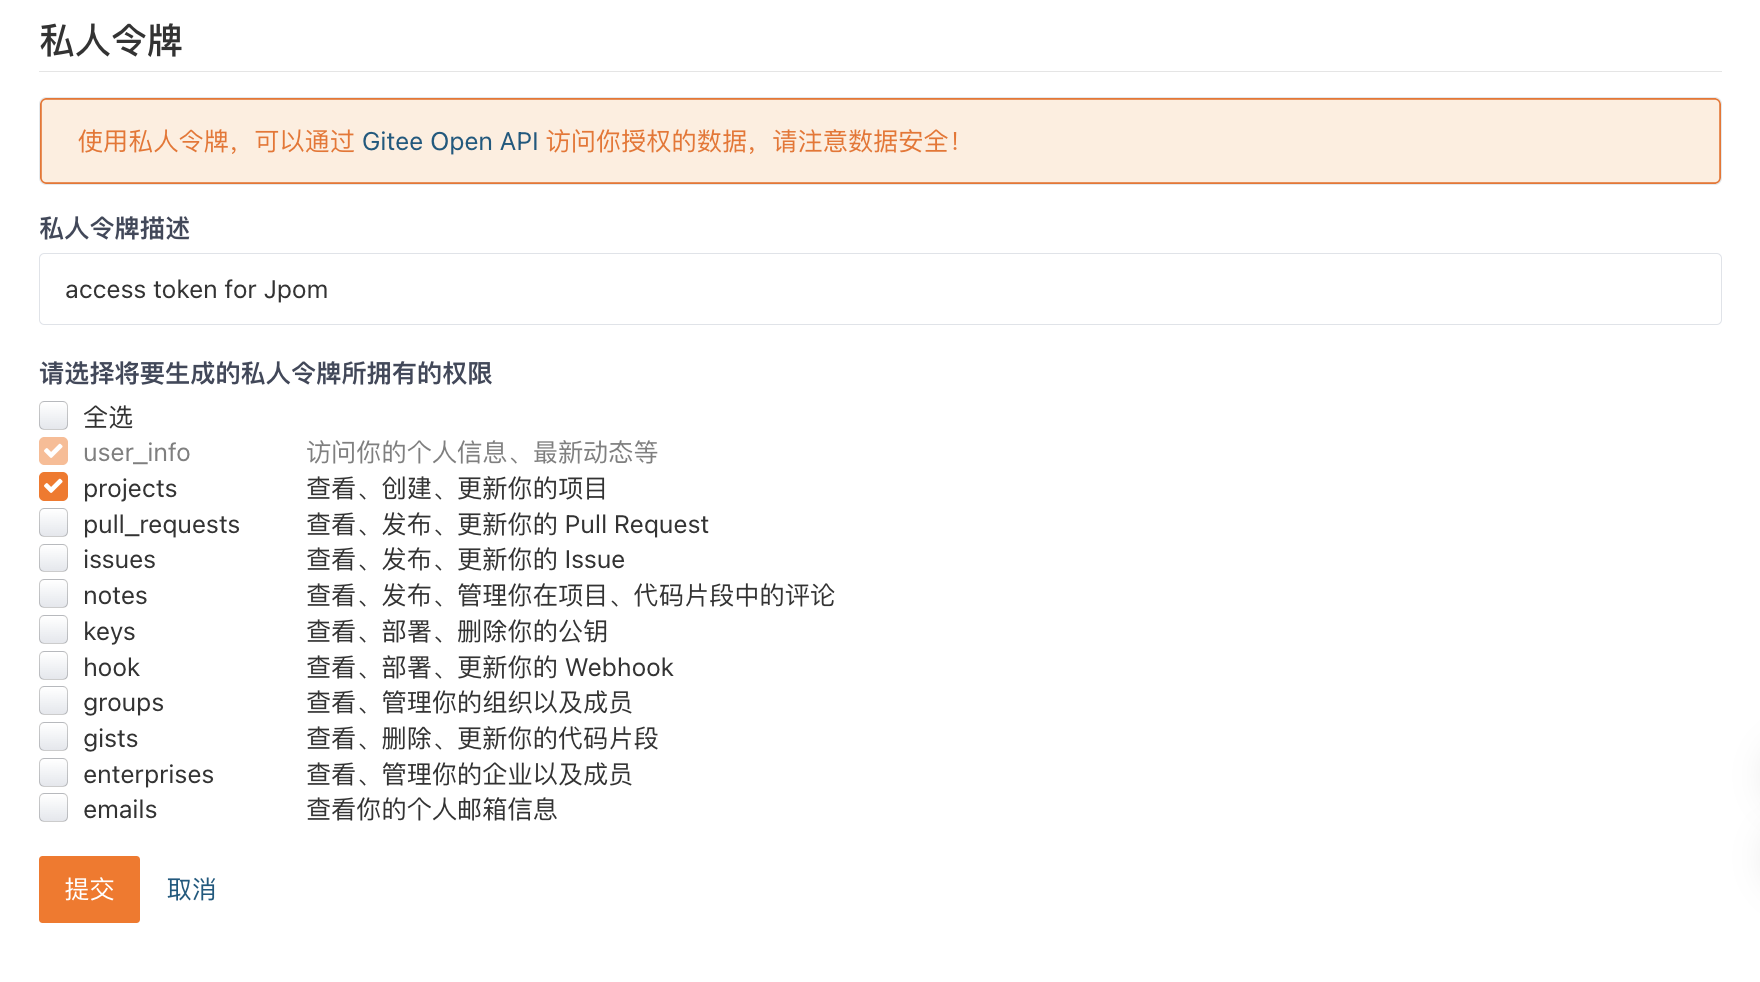 私人令牌
使用私人令牌，可以通过 Gitee Open API 访问你授权的数据，请注意数据安全！
私人令牌描述
access token for Jpom
请选择将要生成的私人令牌所拥有的权限
全选
user_info 访问你的个人信息、最新动态等
projects 查看、创建、更新你的项目
pull_requests 查看、发布、更新你的 Pull Request
issues 查看、发布、更新你的 Issue
notes 查看、发布、管理你在项目、代码片段中的评论
keys 查看、部署、删除你的公钥
hook 查看、部署、更新你的 Webhook
groups 查看、管理你的组织以及成员
gists 查看、删除、更新你的代码片段
enterprises 查看、管理你的企业以及成员
emails 查看你的个人邮箱信息
提交 取消